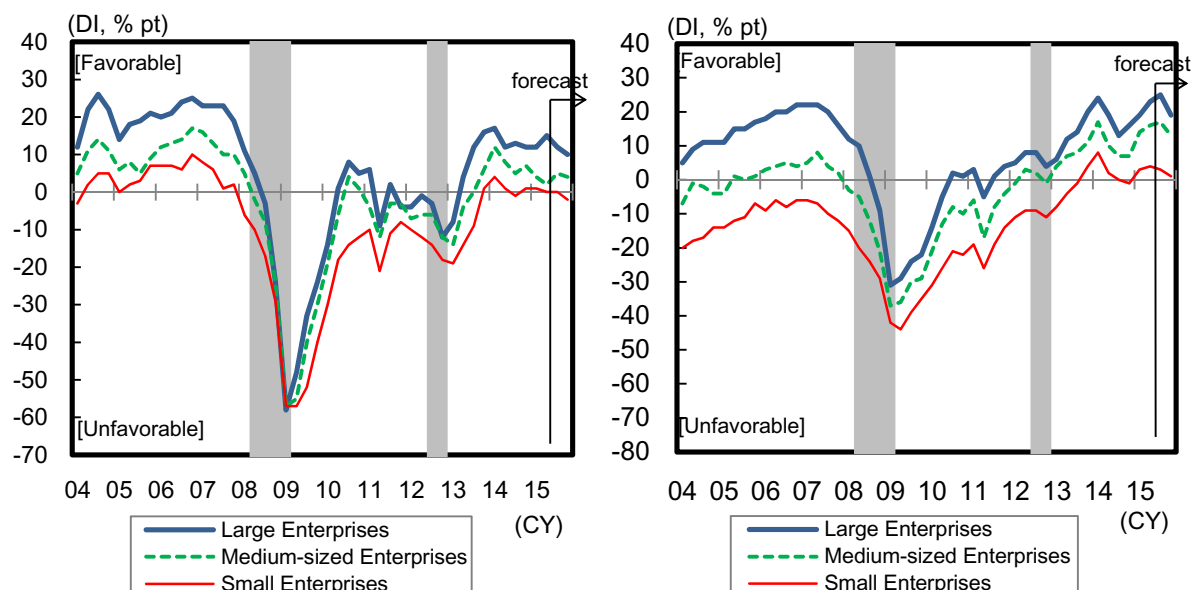 (DI, % pt)
40
30
20
10
0
-10
-20
-30
-40
-50
-60
-70
[Favorable]
forecast
[Unfavorable]
04 05 06 07 08 09 10 11 12 13 14 15
(CY)
Large Enterprises
Medium-sized Enterprises
Small Enterprises
(DI, % pt)
40
30
20
10
0
-10
-20
-30
-40
-50
-60
-70
-80
[Favorable]
forecast
[Unfavorable]
04 05 06 07 08 09 10 11 12 13 14 15
(CY)
Large Enterprises
Medium-sized Enterprises
Small Enterprises